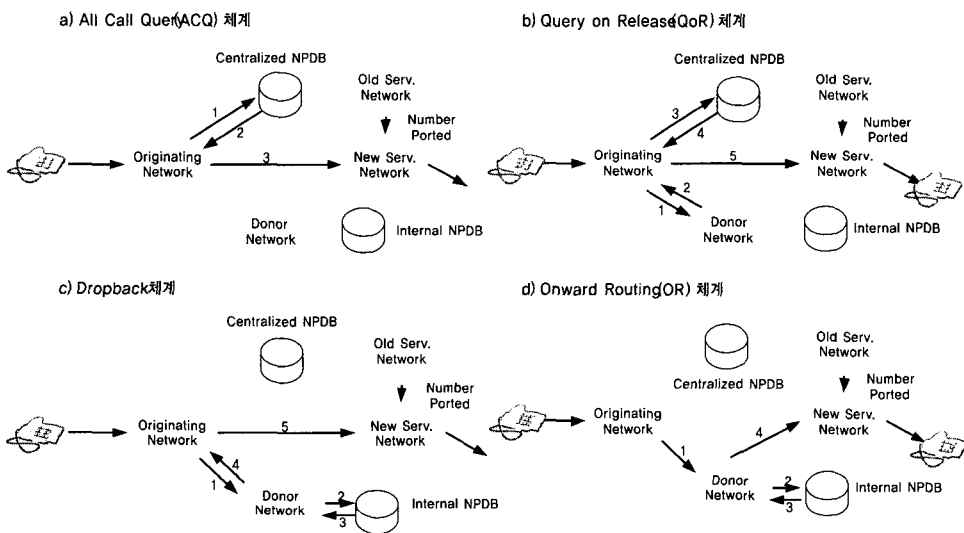 a) All Call Quer(ACQ) 체계
Centralized NPDB
Old Serv.
Network
1
2
Number
Ported
Originating
Network
3
New Serv.
Network
Donor
Network
Internal NPDB
b) Query on Release(QoR) 체계
Centralized NPDB
Old Serv.
Network
3
4
Number
Ported
Originating
Network
5
New Serv.
Network
2
1
Donor
Network
Internal NPDB
c) Dropback체계
Centralized NPDB
Old Serv.
Network
Number
Ported
Originating
Network
5
New Serv.
Network
4
1
Donor
Network
2
3
Internal NPDB
d) Onward Routing(OR) 체계
Centralized NPDB
Old Serv.
Network
Number
Ported
Originating
Network
4
New Serv.
Network
1
Donor
Network
2
3
Internal NPDB